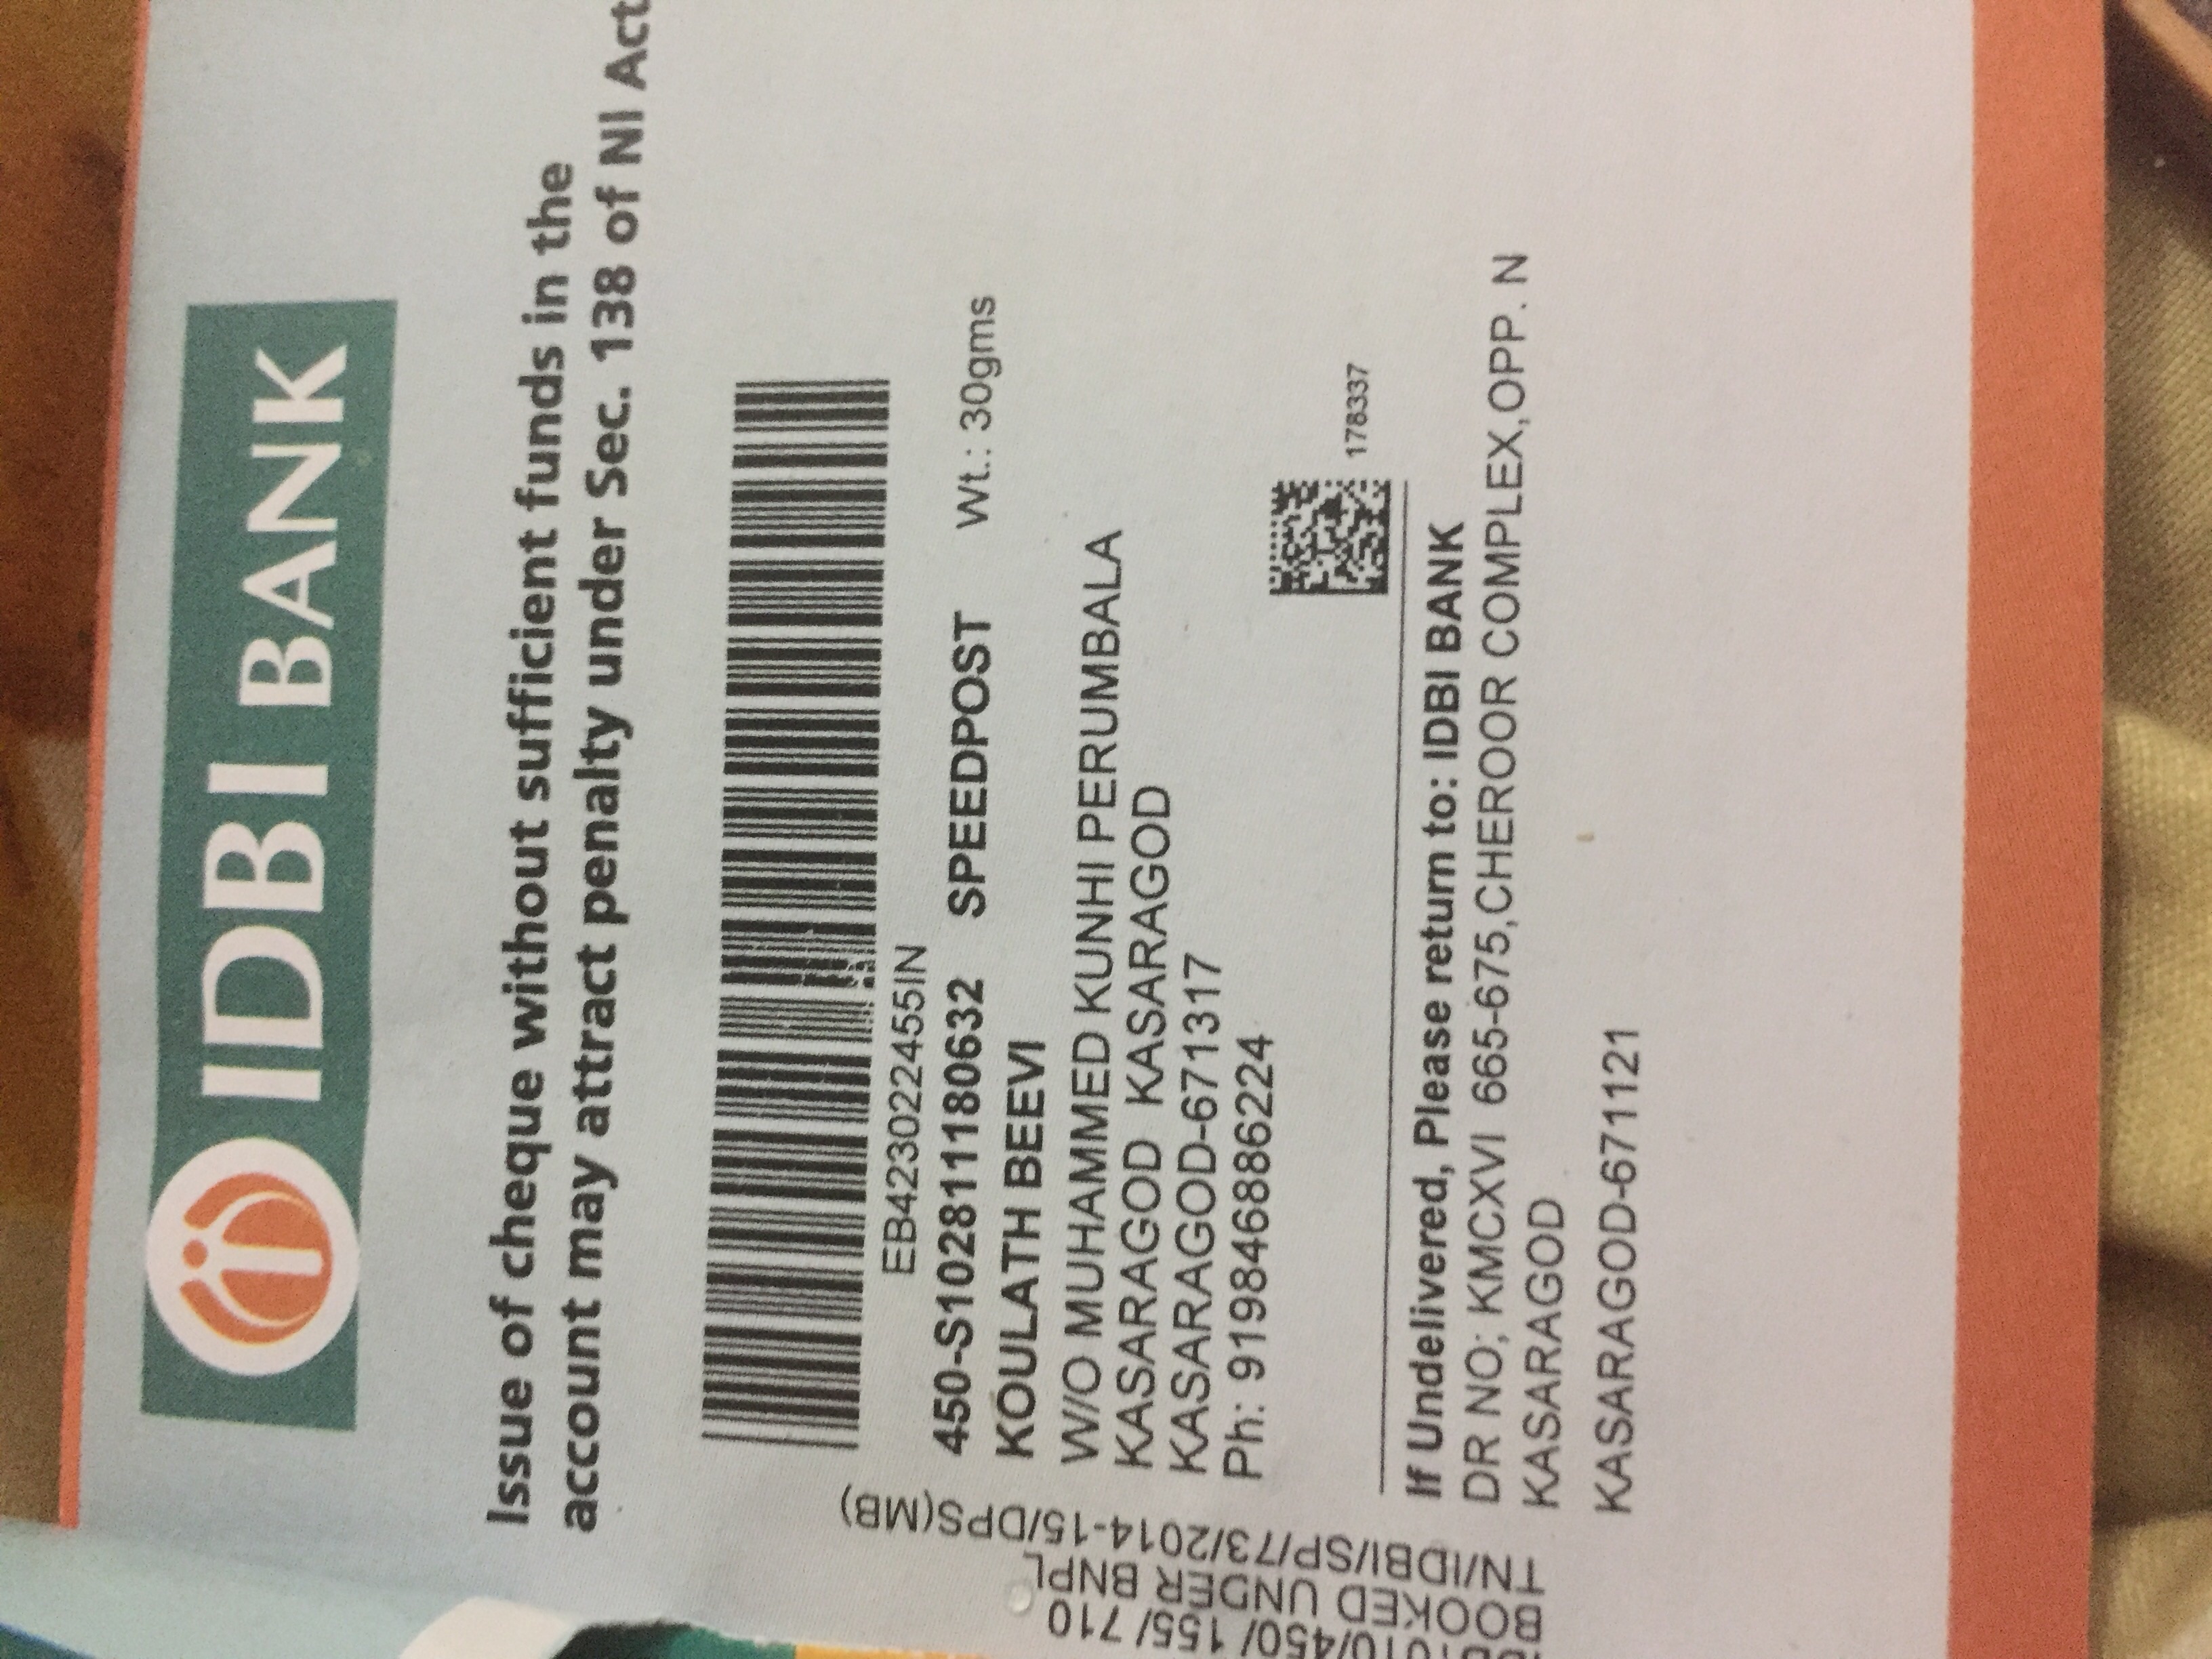 IDBI BANK
Issue of cheque without sufficient funds in the
account may attract penalty under Sec. 138 of NI Act
EB423022455IN
450-S102811180632 SPEEDPOST Wt.: 30gms
KOULATH BEEVI
W/O MUHAMMED KUNHI PERUMBALA
KASARAGOD KASARAGOD
KASARAGOD-671317
Ph: 919846886224
178337
If Undelivered, Please return to: IDBI BANK
DR NO; KMCXVI 665-675,CHEROOR COMPLEX,OPP. N
KASARAGOD
KASARAGOD-671121
155/ 710
BOOKED UNDER BNPL
TN/IDBI/SP/73/2014-15/DPS(MB)